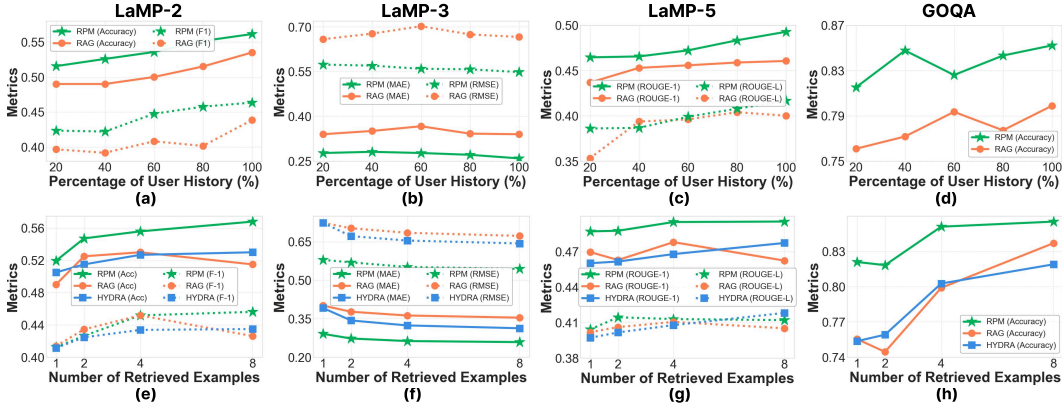 LaMP-2
LaMP-3
LaMP-5
GOQA
Metrics
0.55
0.50
0.45
0.40
RPM (Accuracy)
RAG (Accuracy)
RPM (F1)
RAG (F1)
20 40 60 80 100
Percentage of User History (%)
(a)
Metrics
0.70
0.55
0.40
0.25
RPM (MAE)
RAG (MAE)
RPM (RMSE)
RAG (RMSE)
20 40 60 80 100
Percentage of User History (%)
(b)
Metrics
0.50
0.45
0.40
0.35
RPM (ROUGE-1)
RAG (ROUGE-1)
RPM (ROUGE-L)
RAG (ROUGE-L)
20 40 60 80 100
Percentage of User History (%)
(c)
Metrics
0.87
0.83
0.79
0.75
RPM (Accuracy)
RAG (Accuracy)
20 40 60 80 100
Percentage of User History (%)
(d)
Metrics
0.56
0.52
0.48
0.44
0.40
RPM (Acc)
RAG (Acc)
HYDRA (Acc)
RPM (F-1)
RAG (F-1)
HYDRA (F-1)
1 2 4 8
Number of Retrieved Examples
(e)
Metrics
0.65
0.50
0.35
0.20
RPM (MAE)
RAG (MAE)
HYDRA (MAE)
RPM (RMSE)
RAG (RMSE)
HYDRA (RMSE)
1 2 4 8
Number of Retrieved Examples
(f)
Metrics
0.47
0.44
0.41
0.38
RPM (ROUGE-1)
RAG (ROUGE-1)
HYDRA (ROUGE-1)
RPM (ROUGE-L)
RAG (ROUGE-L)
HYDRA (ROUGE-L)
1 2 4 8
Number of Retrieved Examples
(g)
Metrics
0.83
0.80
0.77
0.74
RPM (Accuracy)
RAG (Accuracy)
HYDRA (Accuracy)
1 2 4 8
Number of Retrieved Examples
(h)